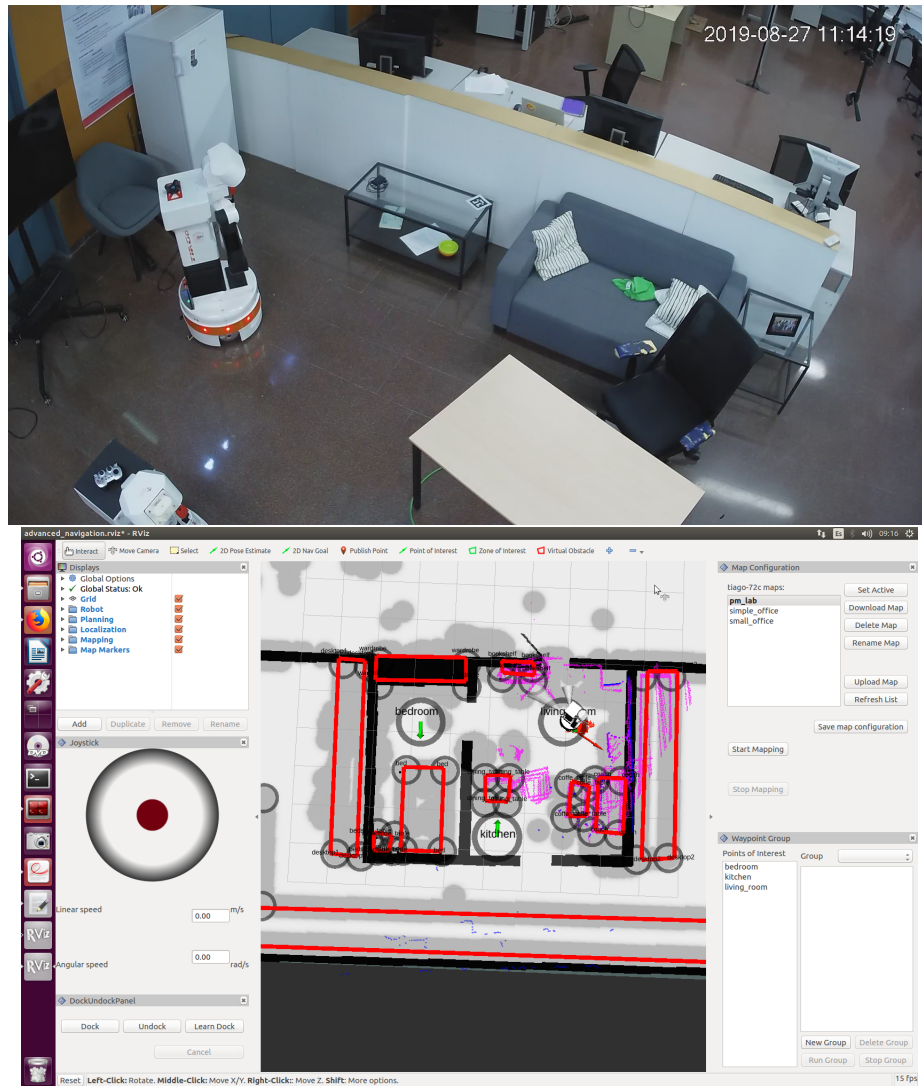 2019-08-27 11:14:19
advanced_navigation.rviz* - RViz
Es
09:16
Interact
Move Camera
Select
2D Pose Estimate
2D Nav Goal
Publish Point
Point of Interest
Zone of Interest
Virtual Obstacle
Displays
Global Options
Global Status: Ok
Grid
Robot
Planning
Localization
Mapping
Map Markers
Add
Duplicate
Remove
Rename
Joystick
Linear speed
0.00
m/s
Angular speed
0.00
rad/s
DockUndockPanel
Dock
Undock
Learn Dock
Cancel
wardrobe
wardrobe
bedroom
bed
bed
kitchen
Map Configuration
tiago-72c maps:
pm_lab
simple_office
small_office
Set Active
Download Map
Delete Map
Rename Map
Upload Map
Refresh List
Save map configuration
Start Mapping
Stop Mapping
Waypoint Group
Points of Interest
Group
bedroom
kitchen
living_room
New Group
Delete Group
Run Group
Stop Group
Reset
Left-Click: Rotate. Middle-Click: Move X/Y. Right-Click:: Move Z. Shift: More options.
15 fps